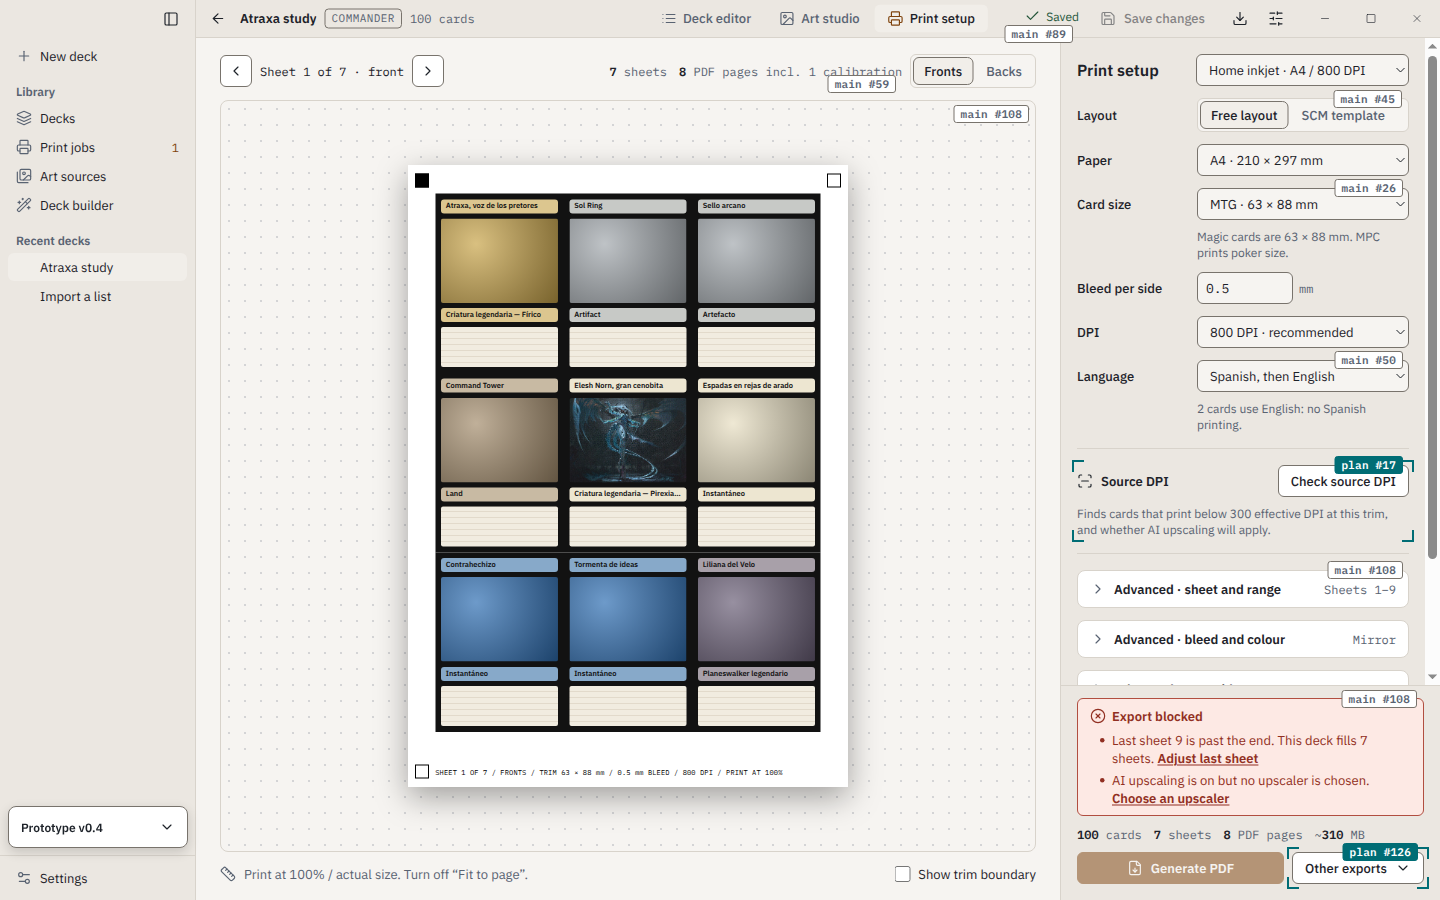 Atraxa study COMMANDER 100 cards
Deck editor
Art studio
Print setup
Saved
Save changes
main #89
New deck
Library
Decks
Print jobs 1
Art sources
Deck builder
Recent decks
Atraxa study
Import a list
Prototype v0.4
Settings
Sheet 1 of 7 · front
7 sheets 8 PDF pages incl. 1 calibration
main #59
Fronts
Backs
main #108
Atraxa, voz de los pretores
Sol Ring
Sello arcano
Criatura legendaria — Fírico
Artifact
Artefacto
Command Tower
Elesh Norn, gran cenobita
Espadas en rejas de arado
Land
Criatura legendaria — Pirexia...
Instantáneo
Contrahechizo
Tormenta de ideas
Liliana del Velo
Instantáneo
Instantáneo
Planeswalker legendario
SHEET 1 OF 7 / FRONTS / TRIM 63 × 88 mm / 0.5 mm BLEED / 800 DPI / PRINT AT 100%
Print at 100% / actual size. Turn off “Fit to page”.
Show trim boundary
Print setup
Home inkjet · A4 / 800 DPI
main #45
Layout
Free layout
SCM template
Paper
A4 · 210 × 297 mm
main #26
Card size
MTG · 63 × 88 mm
Magic cards are 63 × 88 mm. MPC
prints poker size.
Bleed per side
0.5 mm
DPI
800 DPI · recommended
main #50
Language
Spanish, then English
2 cards use English: no Spanish
printing.
plan #17
Source DPI
Check source DPI
Finds cards that print below 300 effective DPI at this trim,
and whether AI upscaling will apply.
main #108
Advanced · sheet and range Sheets 1–9
Advanced · bleed and colour Mirror
main #108
Export blocked
Last sheet 9 is past the end. This deck fills 7
sheets. Adjust last sheet
AI upscaling is on but no upscaler is chosen.
Choose an upscaler
100 cards 7 sheets 8 PDF pages ~310 MB
plan #126
Generate PDF
Other exports